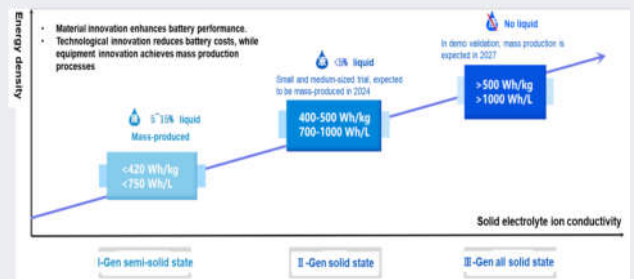 Energy density
• Material innovation enhances battery performance.
• Technological innovation reduces battery costs, while
equipment innovation achieves mass production
processes
No liquid
In demo validation, mass production is
expected in 2027
>500 Wh/kg
>1000 Wh/L
<5% liquid
Small and medium-sized trial, expected
to be mass-produced in 2024
400-500 Wh/kg
700-1000 Wh/L
5~15% liquid
Mass-produced
<420 Wh/kg
<750 Wh/L
Solid electrolyte ion conductivity
I-Gen semi-solid state
II-Gen solid state
III-Gen all solid state